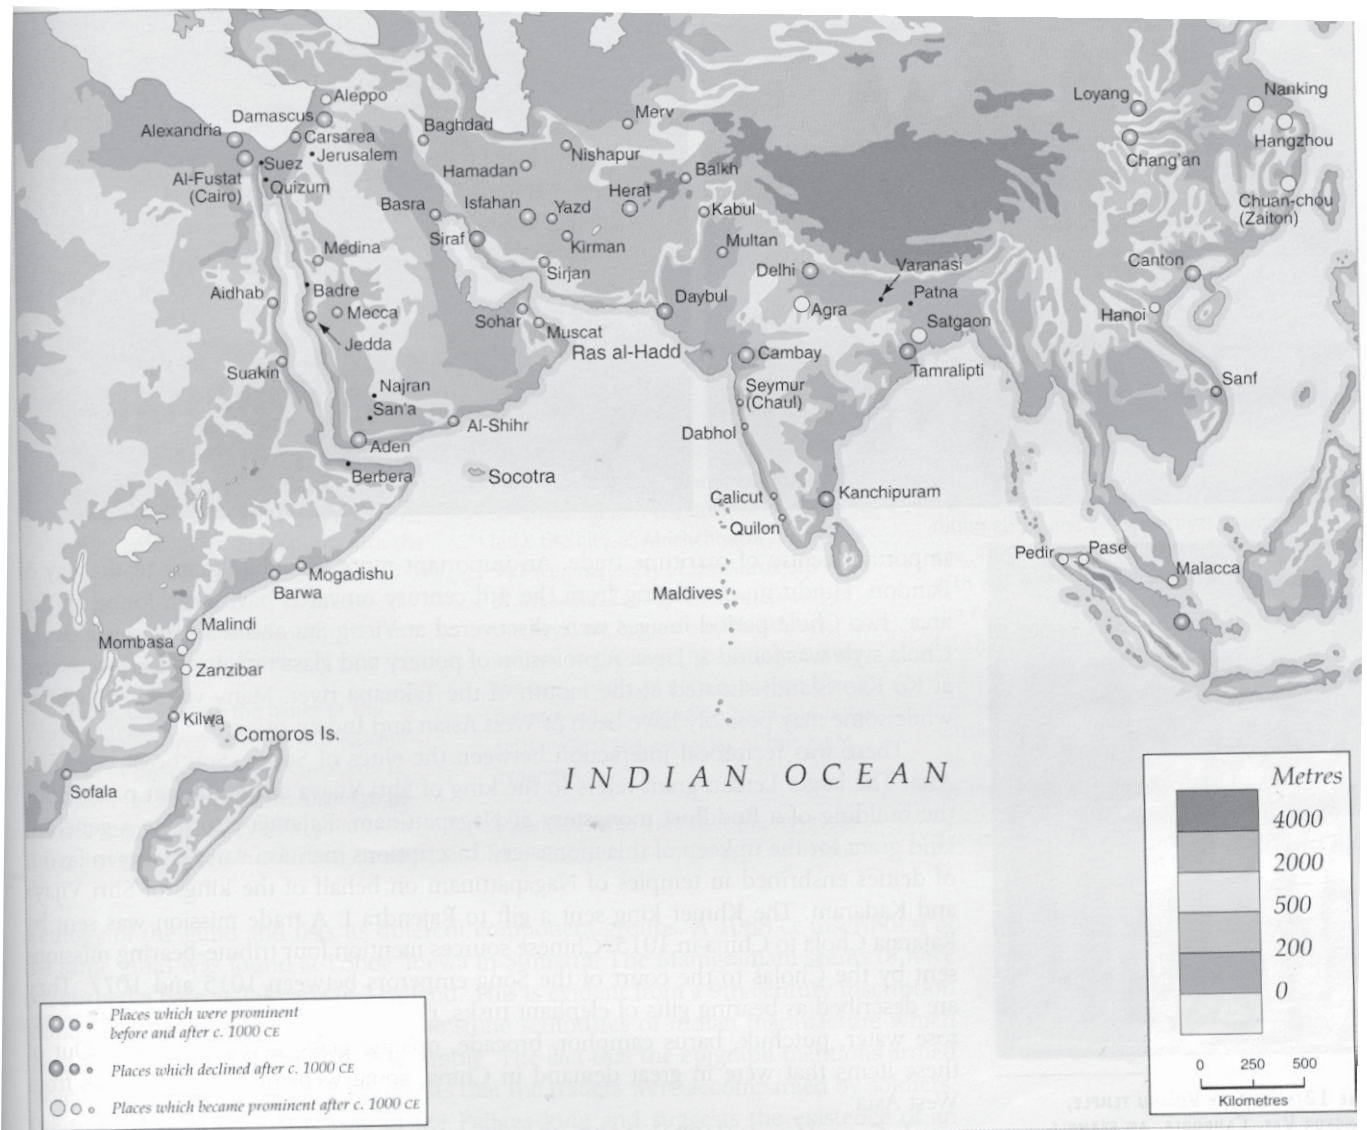 Aleppo
Damascus
Alexandria
Carsarea
Jerusalem
Suez
Al-Fustat
(Cairo)
Quizum
Baghdad
Merv
Nishapur
Hamadan
Balkh
Herat
Basra
Isfahan
Yazd
Kabul
Siraf
Kirman
Multan
Sirjan
Medina
Delhi
Varanasi
Aidhab
Badre
Mecca
Daybul
Agra
Patna
Satgaon
Sohar
Muscat
Jedda
Ras al-Hadd
Cambay
Tamralipti
Suakin
Najran
San'a
Seymur
(Chaul)
Al-Shihr
Dabhol
Aden
Berbera
Socotra
Calicut
Kanchipuram
Quilon
Loyang
Nanking
Hangzhou
Chang'an
Chuan-chou
(Zaiton)
Canton
Hanoi
Sanf
Pedir
Pase
Malacca
Mogadishu
Barwa
Maldives
Malindi
Mombasa
Zanzibar
Kilwa
Comoros Is.
Sofala
INDIAN OCEAN
Metres
4000
2000
500
200
0
0 250 500
Kilometres
Places which were prominent
before and after c. 1000 CE
Places which declined after c. 1000 CE
Places which became prominent after c. 1000 CE